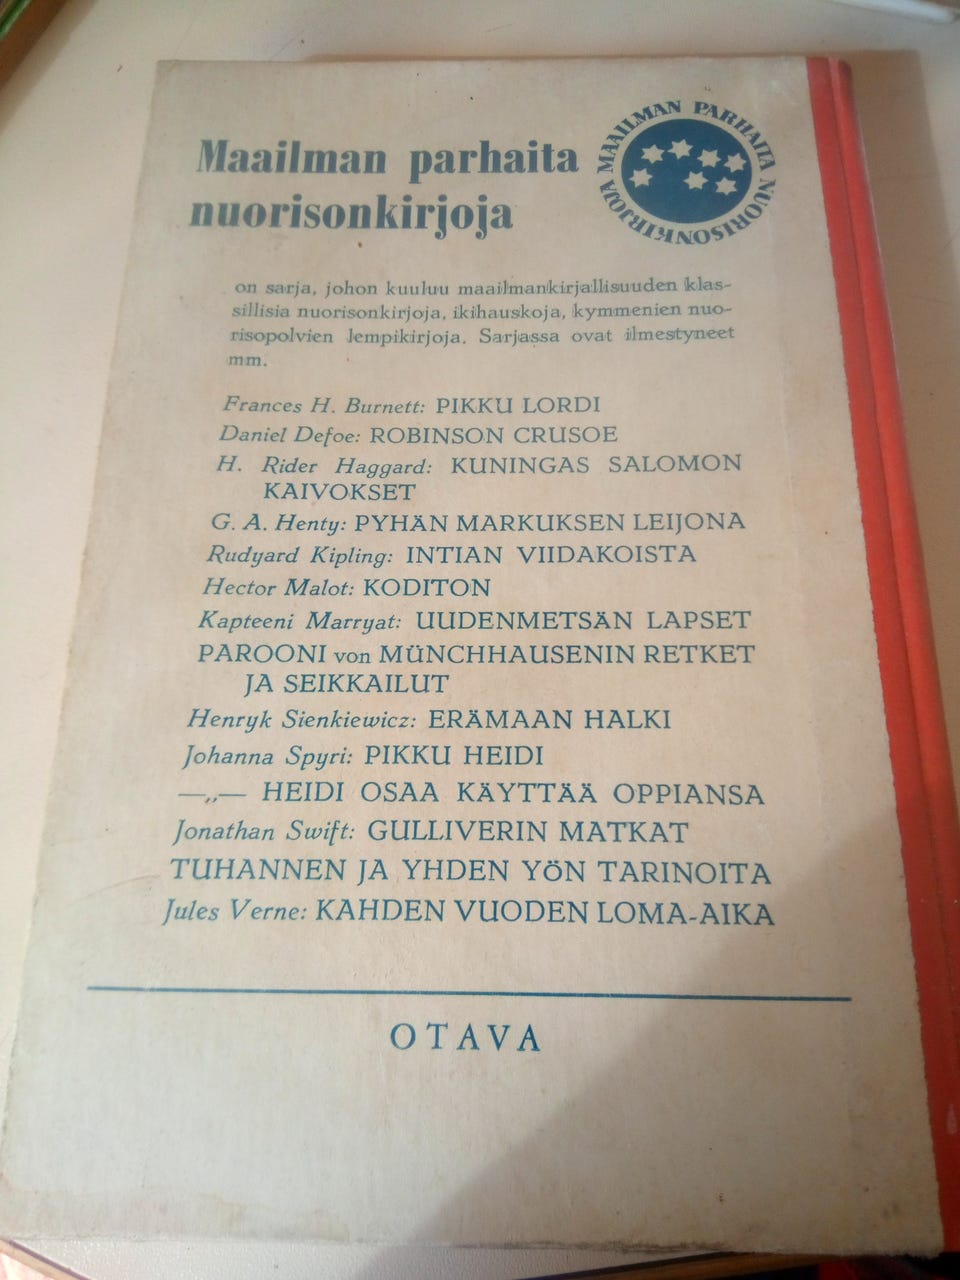 Maailman parhaita
nuorisonkirjoja
MAAILMAN PARHAITA NUORISONKIRJOJA
on sarja, johon kuuluu maailmankirjallisuuden klas-
sillisia nuorisonkirjoja, ikihauskoja, kymmenien nuo-
risopolvien lempikirjoja. Sarjassa ovat ilmestyneet
mm.
Frances H. Burnett: PIKKU LORDI
Daniel Defoe: ROBINSON CRUSOE
H. Rider Haggard: KUNINGAS SALOMON
KAIVOKSET
G. A. Henty: PYHÄN MARKUKSEN LEIJONA
Rudyard Kipling: INTIAN VIIDAKOISTA
Hector Malot: KODITON
Kapteeni Marryat: UUDENMETSÄN LAPSET
PAROONI von MÜNCHHAUSENIN RETKET
JA SEIKKAILUT
Henryk Sienkiewicz: ERÄMAAN HALKI
Johanna Spyri: PIKKU HEIDI
—„— HEIDI OSAA KÄYTTÄÄ OPPIANSA
Jonathan Swift: GULLIVERIN MATKAT
TUHANNEN JA YHDEN YÖN TARINOITA
Jules Verne: KAHDEN VUODEN LOMA-AIKA
OTAVA